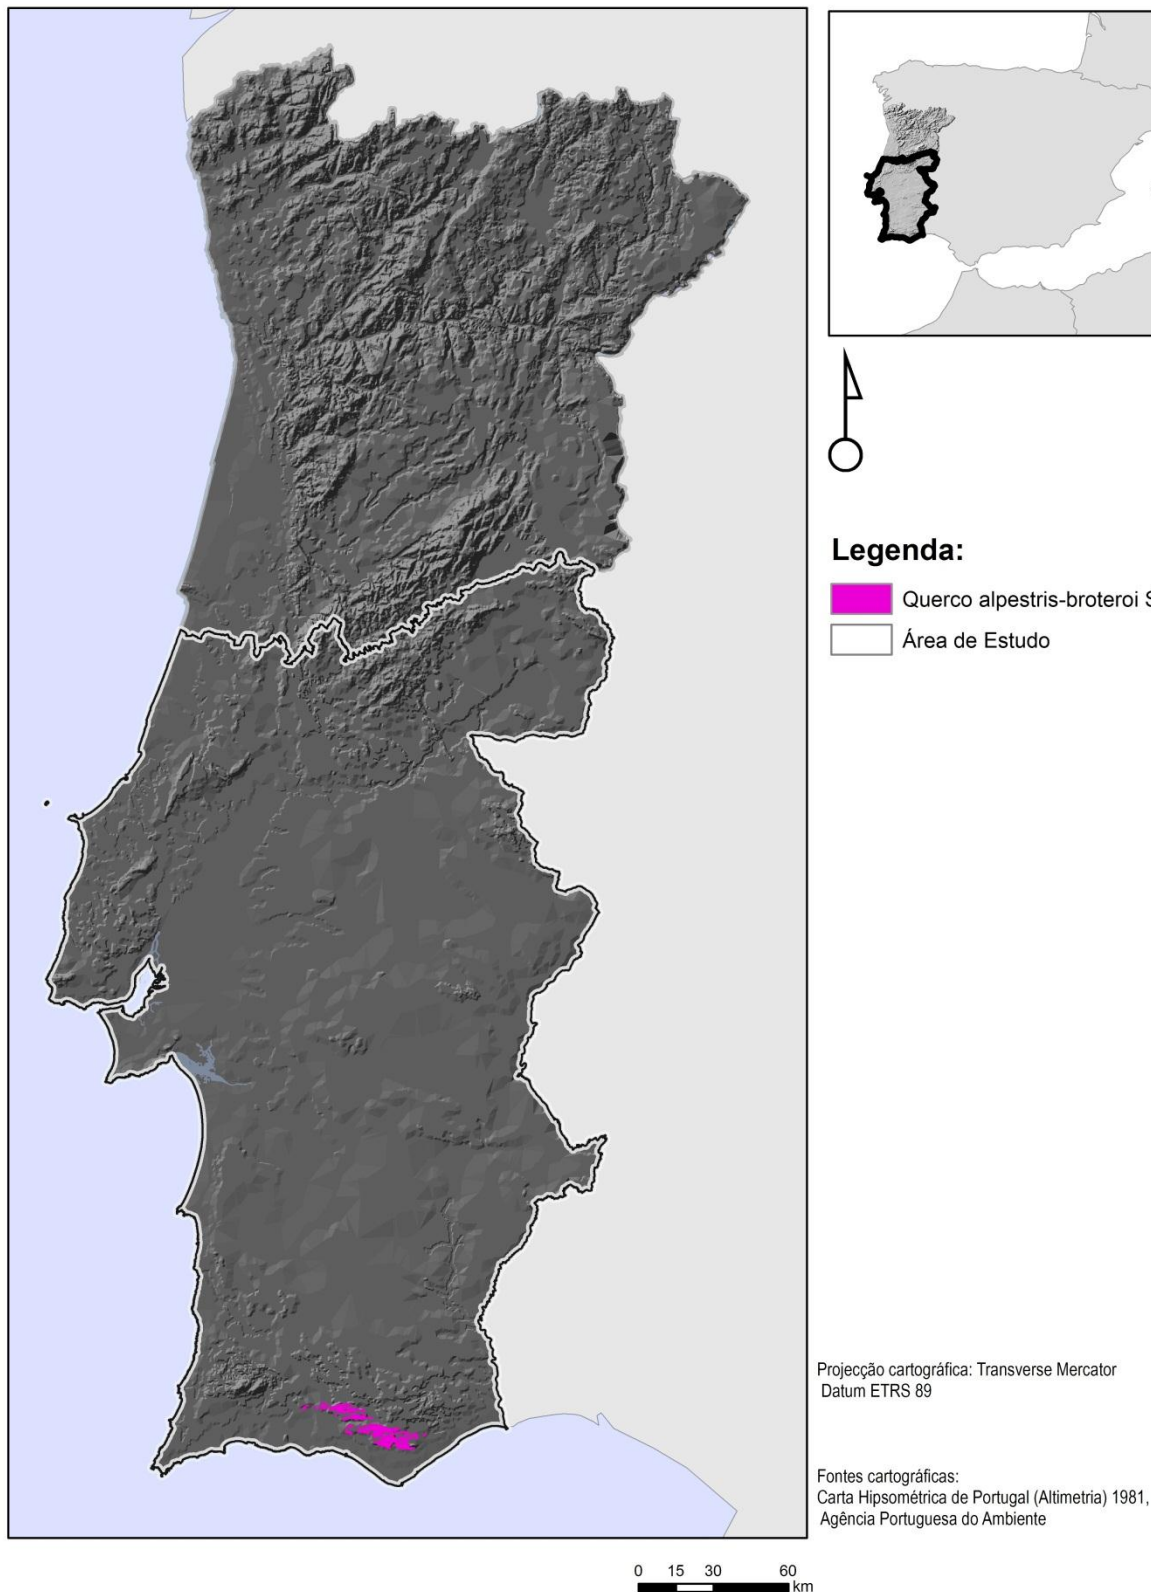 Legenda:
Querco alpestris-broteroi S
Área de Estudo
Projecção cartográfica: Transverse Mercator
Datum ETRS 89
Fontes cartográficas:
Carta Hipsométrica de Portugal (Altimetria) 1981,
Agência Portuguesa do Ambiente
0 15 30 60
km